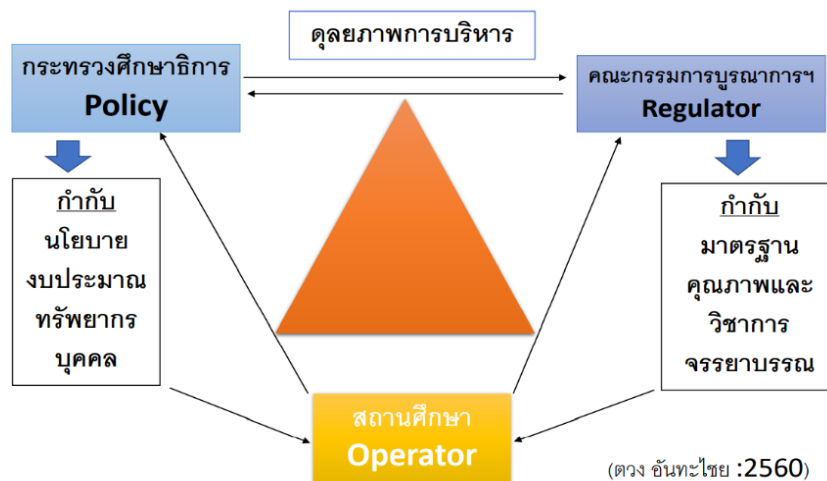 ดุลยภาพการบริหาร
กระทรวงศึกษาธิการ
Policy
คณะกรรมการบูรณาการฯ
Regulator
กำกับ
นโยบาย
งบประมาณ
ทรัพยากร
บุคคล
กำกับ
มาตรฐาน
คุณภาพและ
วิชาการ
จรรยาบรรณ
สถานศึกษา
Operator
(ตวง อันทะไชย :2560)